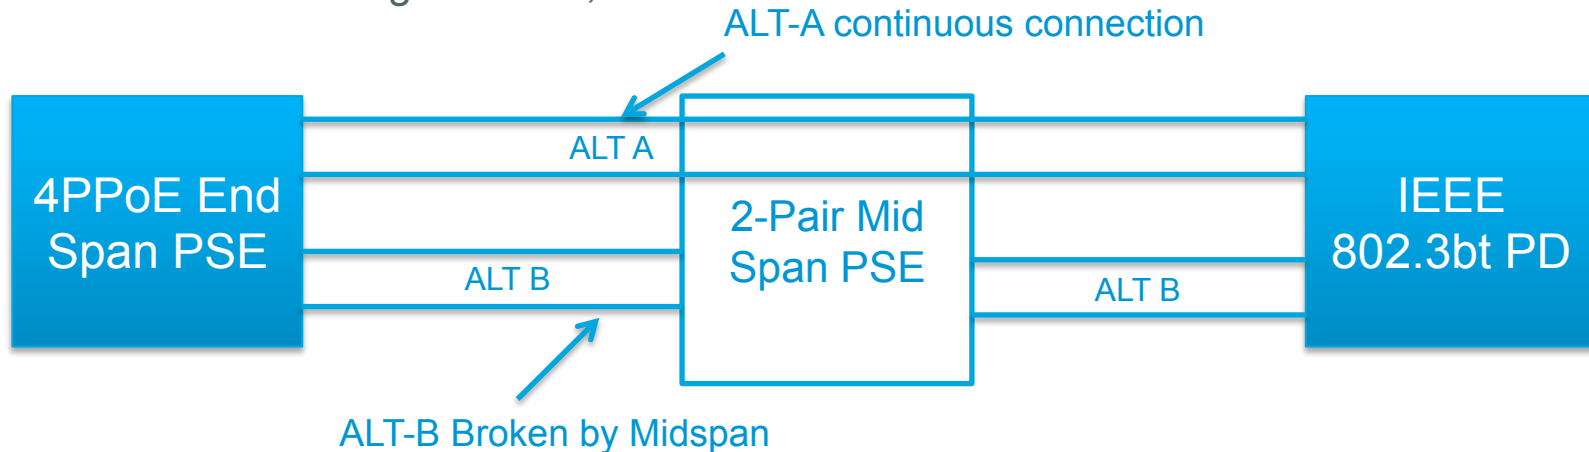 ALT-A continuous connection
ALT A
4PPoE End
Span PSE
2-Pair Mid
Span PSE
IEEE
802.3bt PD
ALT B
ALT B
ALT-B Broken by Midspan